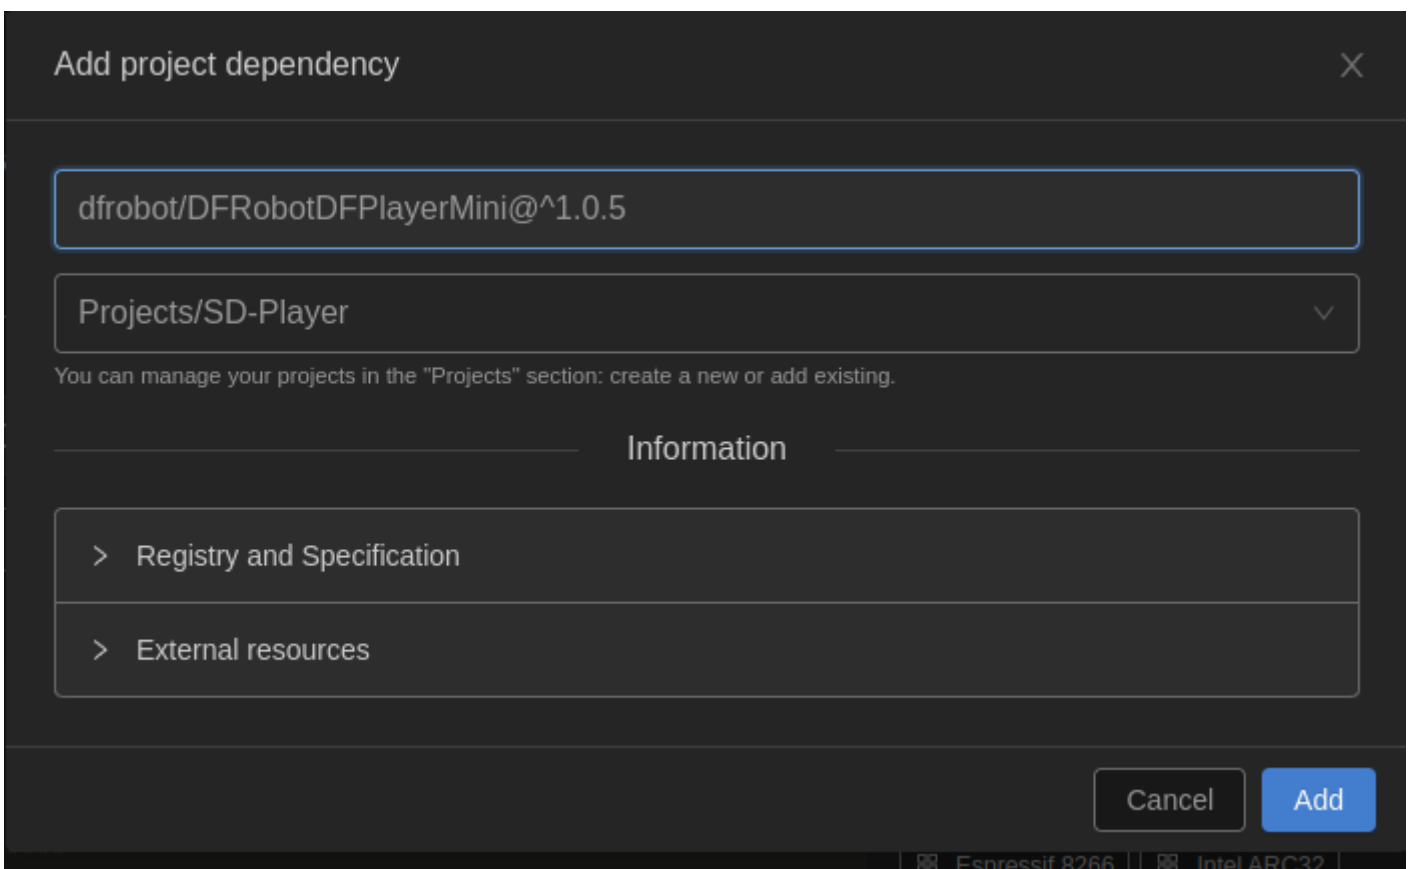 Add project dependency
dfrobot/DFRobotDFPlayerMini@^1.0.5
Projects/SD-Player
You can manage your projects in the "Projects" section: create a new or add existing.
Information
Registry and Specification
External resources
Cancel Add
Espressif 8266 Intel ARC32